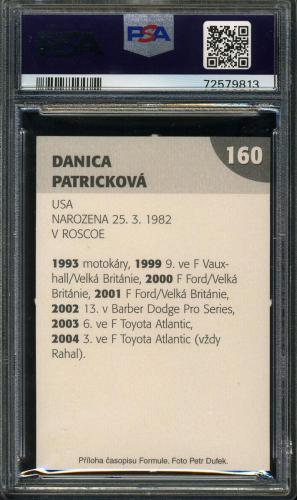 PSA
72579813
DANICA
PATRICKOVÁ
160
USA
NAROZENA 25. 3. 1982
V ROSCOE
1993 motokáry, 1999 9. ve F Vaux-
hall/Velká Británie, 2000 F Ford/Velká
Británie, 2001 F Ford/Velká Británie,
2002 13. v Barber Dodge Pro Series,
2003 6. ve F Toyota Atlantic,
2004 3. ve F Toyota Atlantic (vždy
Rahal).
Příloha časopisu Formule. Foto Petr Dufek.